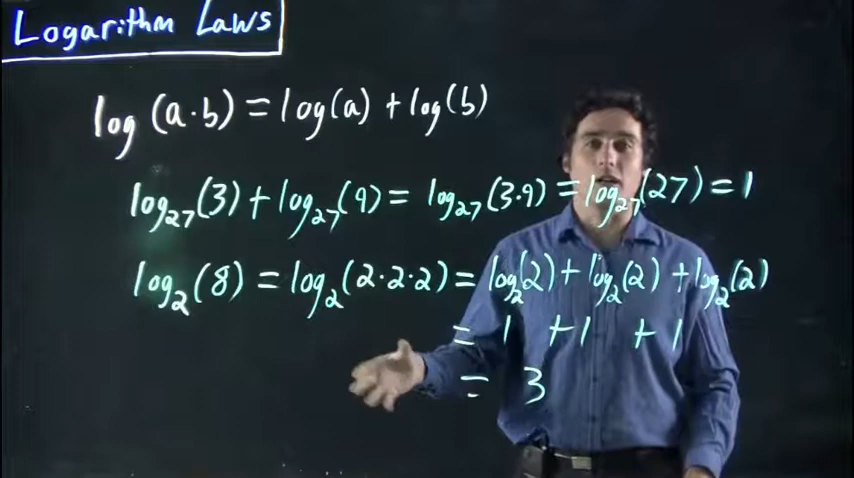 Logarithm Laws
log(a·b) = log(a) + log(b)
log₂₇(3) + log₂₇(9) = log₂₇(3·9) = log₂₇(27) = 1
log₂(8) = log₂(2·2·2) = log₂(2) + log₂(2) + log₂(2)
= 1 + 1 + 1
= 3